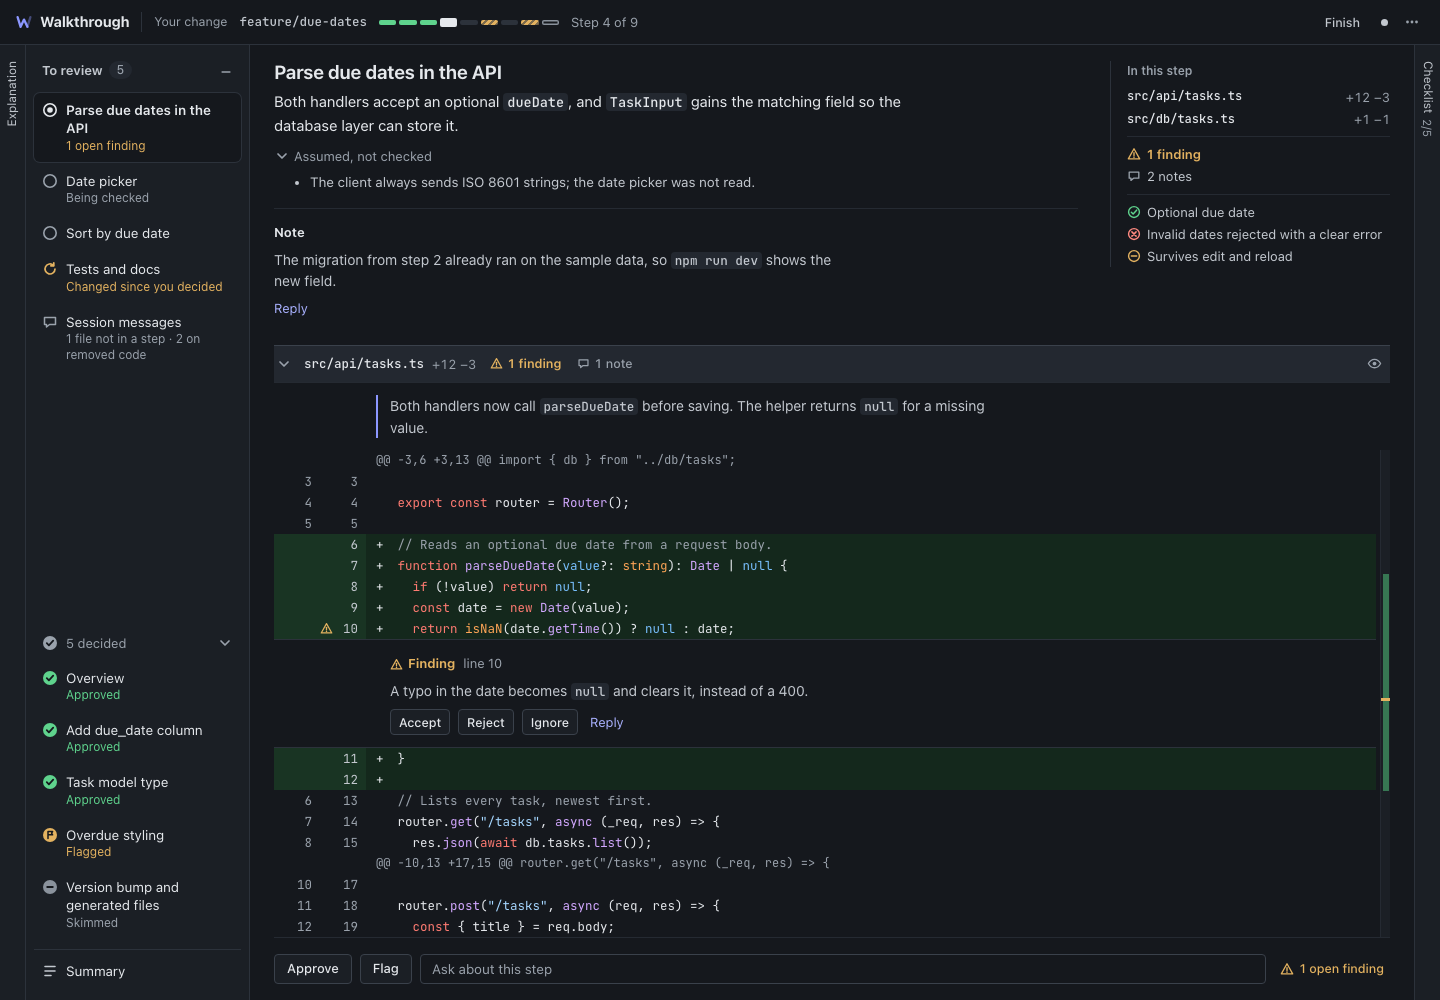 Walkthrough
Your change feature/due-dates Step 4 of 9
Finish
Explanation
To review 5
Parse due dates in the
API
1 open finding
Date picker
Being checked
Sort by due date
Tests and docs
Changed since you decided
Session messages
1 file not in a step · 2 on
removed code
5 decided
Overview
Approved
Add due_date column
Approved
Task model type
Approved
Overdue styling
Flagged
Version bump and
generated files
Skimmed
Summary
Parse due dates in the API
Both handlers accept an optional dueDate, and TaskInput gains the matching field so the
database layer can store it.
Assumed, not checked
• The client always sends ISO 8601 strings; the date picker was not read.
Note
The migration from step 2 already ran on the sample data, so npm run dev shows the
new field.
Reply
In this step
src/api/tasks.ts +12 −3
src/db/tasks.ts +1 −1
1 finding
2 notes
Optional due date
Invalid dates rejected with a clear error
Survives edit and reload
Checklist 2/5
src/api/tasks.ts +12 −3 1 finding 1 note
Both handlers now call parseDueDate before saving. The helper returns null for a missing
value.
@@ -3,6 +3,13 @@ import { db } from "../db/tasks";
3 3
4 4 export const router = Router();
5 5
6 + // Reads an optional due date from a request body.
7 + function parseDueDate(value?: string): Date | null {
8 + if (!value) return null;
9 + const date = new Date(value);
10 + return isNaN(date.getTime()) ? null : date;
Finding line 10
A typo in the date becomes null and clears it, instead of a 400.
Accept Reject Ignore Reply
11 + }
12 +
6 13 // Lists every task, newest first.
7 14 router.get("/tasks", async (_req, res) => {
8 15 res.json(await db.tasks.list());
@@ -10,13 +17,15 @@ router.get("/tasks", async (_req, res) => {
10 17
11 18 router.post("/tasks", async (req, res) => {
12 19 const { title } = req.body;
Approve Flag Ask about this step 1 open finding